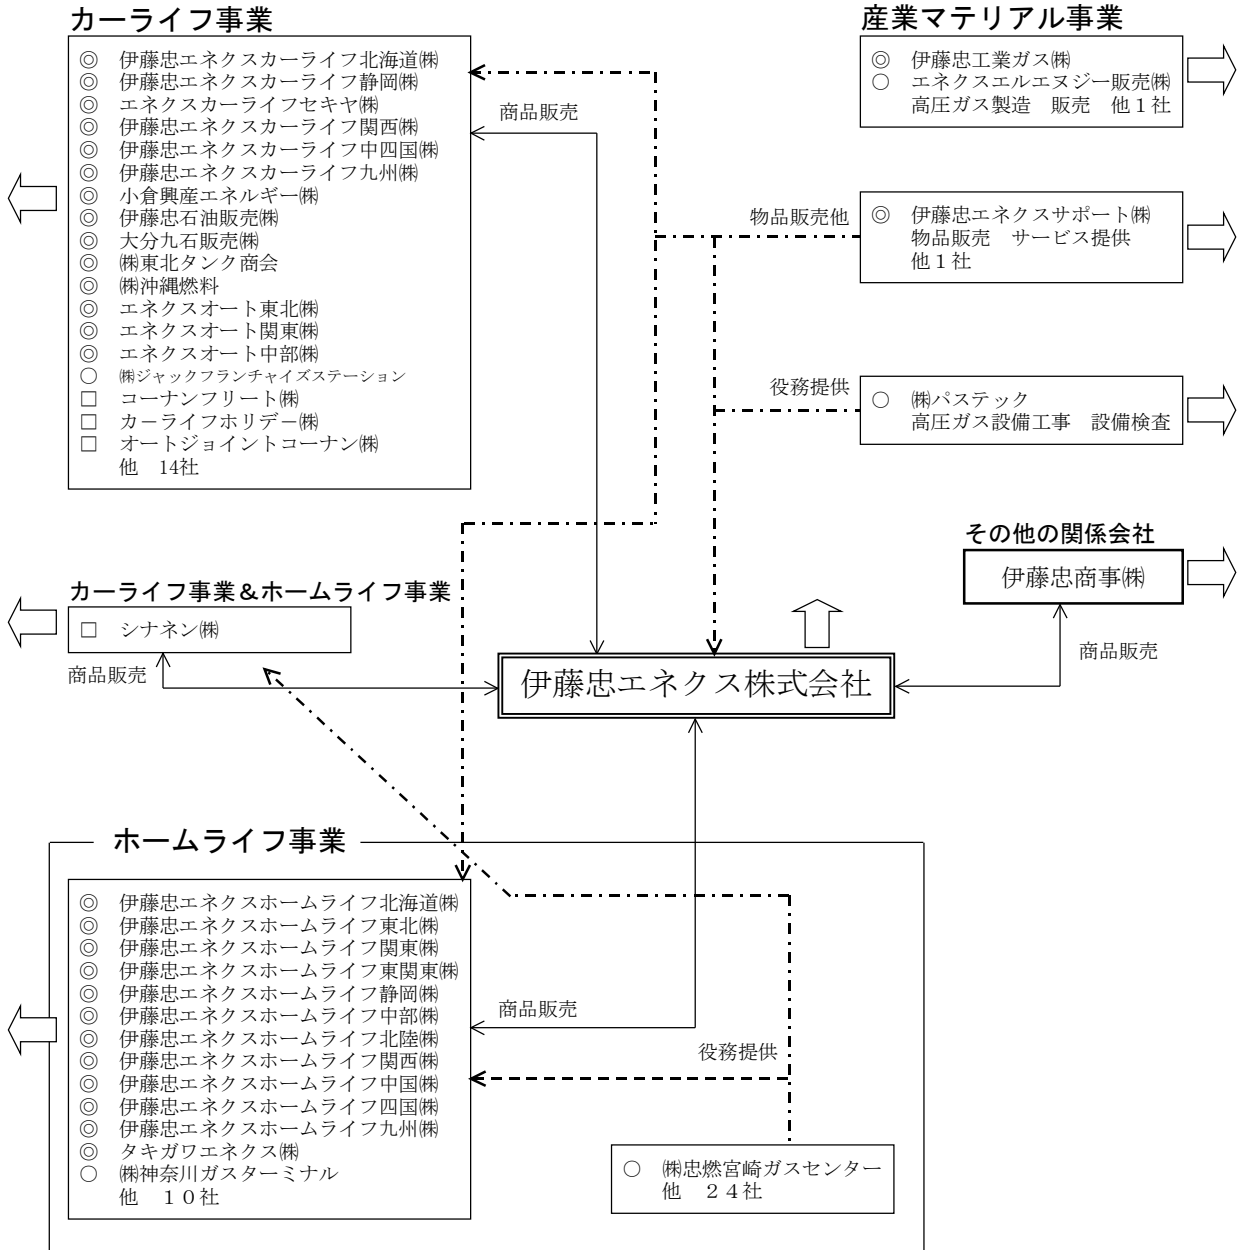 カーライフ事業
◎ 伊藤忠エネクスカーライフ北海道㈱
◎ 伊藤忠エネクスカーライフ静岡㈱
◎ エネクスカーライフセキヤ㈱
◎ 伊藤忠エネクスカーライフ関西㈱
◎ 伊藤忠エネクスカーライフ中四国㈱
◎ 伊藤忠エネクスカーライフ九州㈱
◎ 小倉興産エネルギー㈱
◎ 伊藤忠石油販売㈱
◎ 大分九石販売㈱
◎ ㈱東北タンク商会
◎ ㈱沖縄燃料
◎ エネクスオート東北㈱
◎ エネクスオート関東㈱
◎ エネクスオート中部㈱
○ ㈱ジャックフランチャイズステーション
□ コーナンフリート㈱
□ カ－ライフホリデ－㈱
□ オートジョイントコーナン㈱
他 14社
商品販売
産業マテリアル事業
◎ 伊藤忠工業ガス㈱
○ エネクスエルエヌジー販売㈱
高圧ガス製造 販売 他１社
物品販売他
◎ 伊藤忠エネクスサポート㈱
物品販売 サービス提供
他１社
役務提供
○ ㈱パステック
高圧ガス設備工事 設備検査
その他の関係会社
伊藤忠商事㈱
商品販売
カーライフ事業＆ホームライフ事業
□ シナネン㈱
商品販売
伊藤忠エネクス株式会社
ホームライフ事業
◎ 伊藤忠エネクスホームライフ北海道㈱
◎ 伊藤忠エネクスホームライフ東北㈱
◎ 伊藤忠エネクスホームライフ関東㈱
◎ 伊藤忠エネクスホームライフ東関東㈱
◎ 伊藤忠エネクスホームライフ静岡㈱
◎ 伊藤忠エネクスホームライフ中部㈱
◎ 伊藤忠エネクスホームライフ北陸㈱
◎ 伊藤忠エネクスホームライフ関西㈱
◎ 伊藤忠エネクスホームライフ中国㈱
◎ 伊藤忠エネクスホームライフ四国㈱
◎ 伊藤忠エネクスホームライフ九州㈱
◎ タキガワエネクス㈱
○ ㈱神奈川ガスターミナル
他 １０社
商品販売
役務提供
○ ㈱忠燃宮崎ガスセンター
他 ２４社